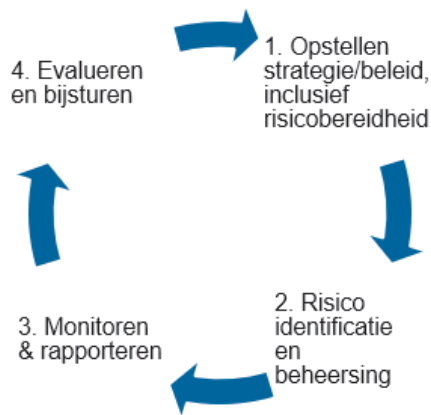 1. Opstellen
strategie/beleid,
inclusief
risicobereidheid
2. Risico
identificatie
en
beheersing
3. Monitoren
& rapporteren
4. Evalueren
en bijsturen